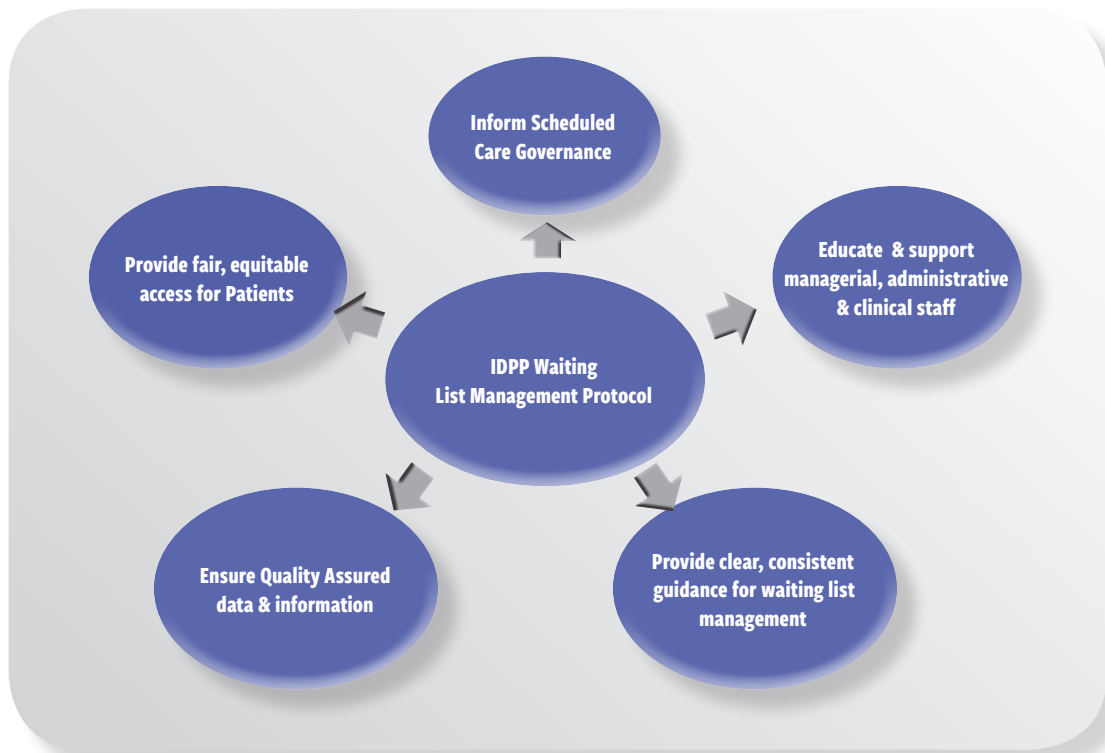 Inform Scheduled
Care Governance
Provide fair, equitable
access for Patients
Educate & support
managerial, administrative
& clinical staff
IDPP Waiting
List Management Protocol
Ensure Quality Assured
data & information
Provide clear, consistent
guidance for waiting list
management